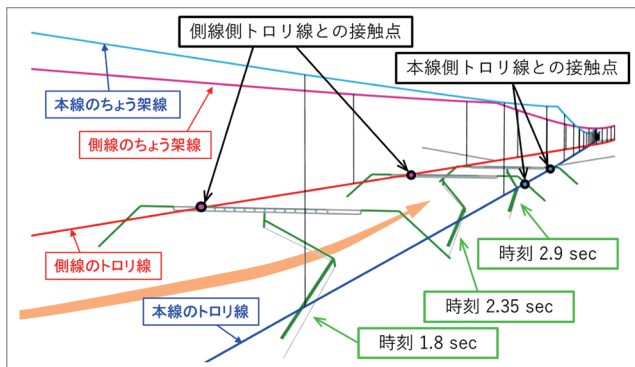 側線側トロリ線との接触点
本線側トロリ線との接触点
本線のちょう架線
側線のちょう架線
側線のトロリ線
本線のトロリ線
時刻 2.9 sec
時刻 2.35 sec
時刻 1.8 sec